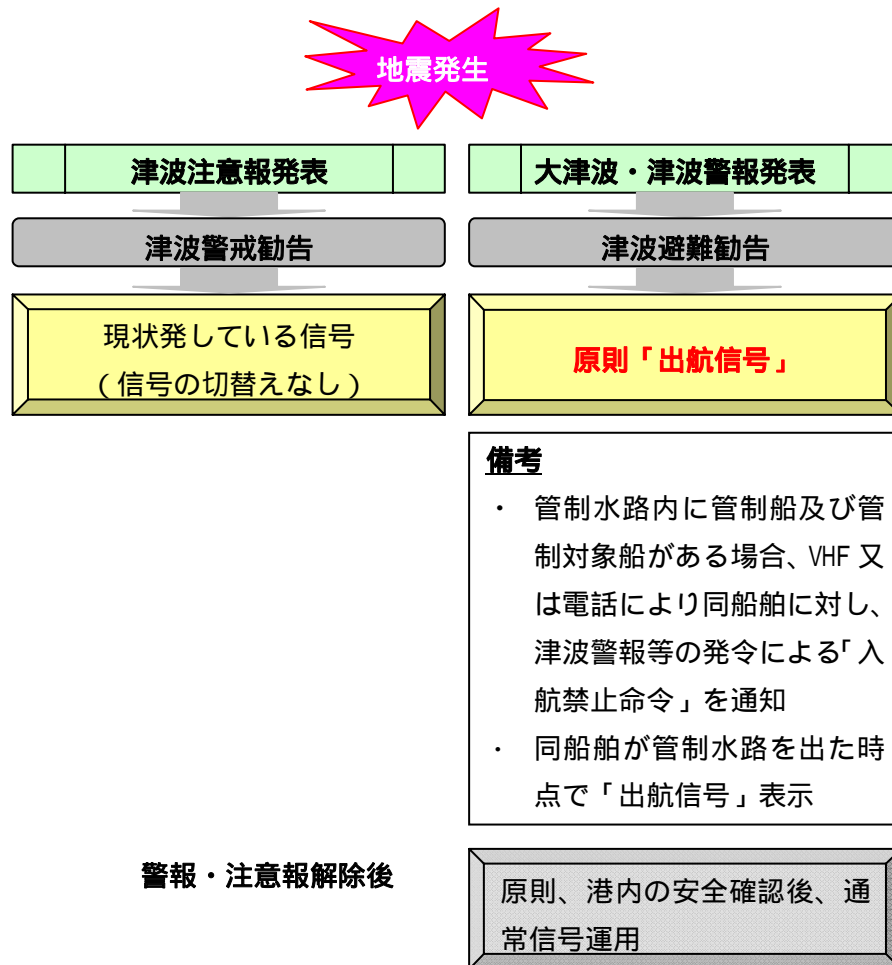 地震発生
津波注意報発表
大津波・津波警報発表
津波警戒勧告
津波避難勧告
現状発している信号
(信号の切替えなし)
原則「出航信号」
備考
・ 管制水路内に管制船及び管
制対象船がある場合、VHF 又
は電話により同船舶に対し、
津波警報等の発令による「入
航禁止命令」を通知
・ 同船舶が管制水路を出た時
点で「出航信号」表示
警報・注意報解除後
原則、港内の安全確認後、通
常信号運用